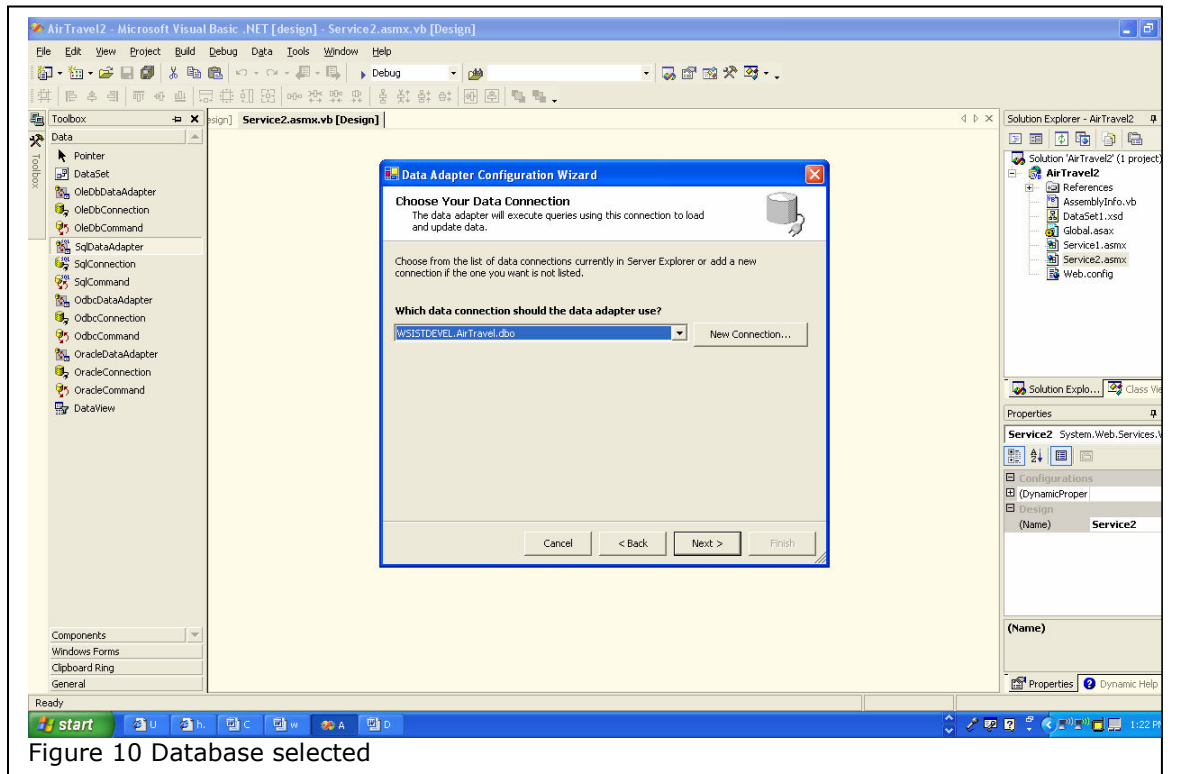 AirTravel2 - Microsoft Visual Basic .NET [design] - Service2.asmx.vb [Design]
File Edit View Project Build Debug Data Tools Window Help
Debug
Toolbox
esign] Service2.asmx.vb [Design]
Solution Explorer - AirTravel2
Toolbox
Data
Pointer
DataSet
OleDbDataAdapter
OleDbConnection
OleDbCommand
SqlDataAdapter
SqlConnection
SqlCommand
OdbcDataAdapter
OdbcConnection
OdbcCommand
OracleDataAdapter
OracleConnection
OracleCommand
DataView
Components
Windows Forms
Clipboard Ring
General
Data Adapter Configuration Wizard
Choose Your Data Connection
The data adapter will execute queries using this connection to load
and update data.
Choose from the list of data connections currently in Server Explorer or add a new
connection if the one you want is not listed.
Which data connection should the data adapter use?
WSISTDEVEL.AirTravel.dbo
New Connection...
Cancel < Back Next > Finish
Solution 'AirTravel2' (1 project)
AirTravel2
References
AssemblyInfo.vb
DataSet1.xsd
Global.asax
Service1.asmx
Service2.asmx
Web.config
Solution Explo... Class Vie
Properties
Service2 System.Web.Services.
Configurations
(DynamicProper
Design
(Name) Service2
(Name)
Properties Dynamic Help
Ready
start U h. C w A D 1:22 PM
Figure 10 Database selected